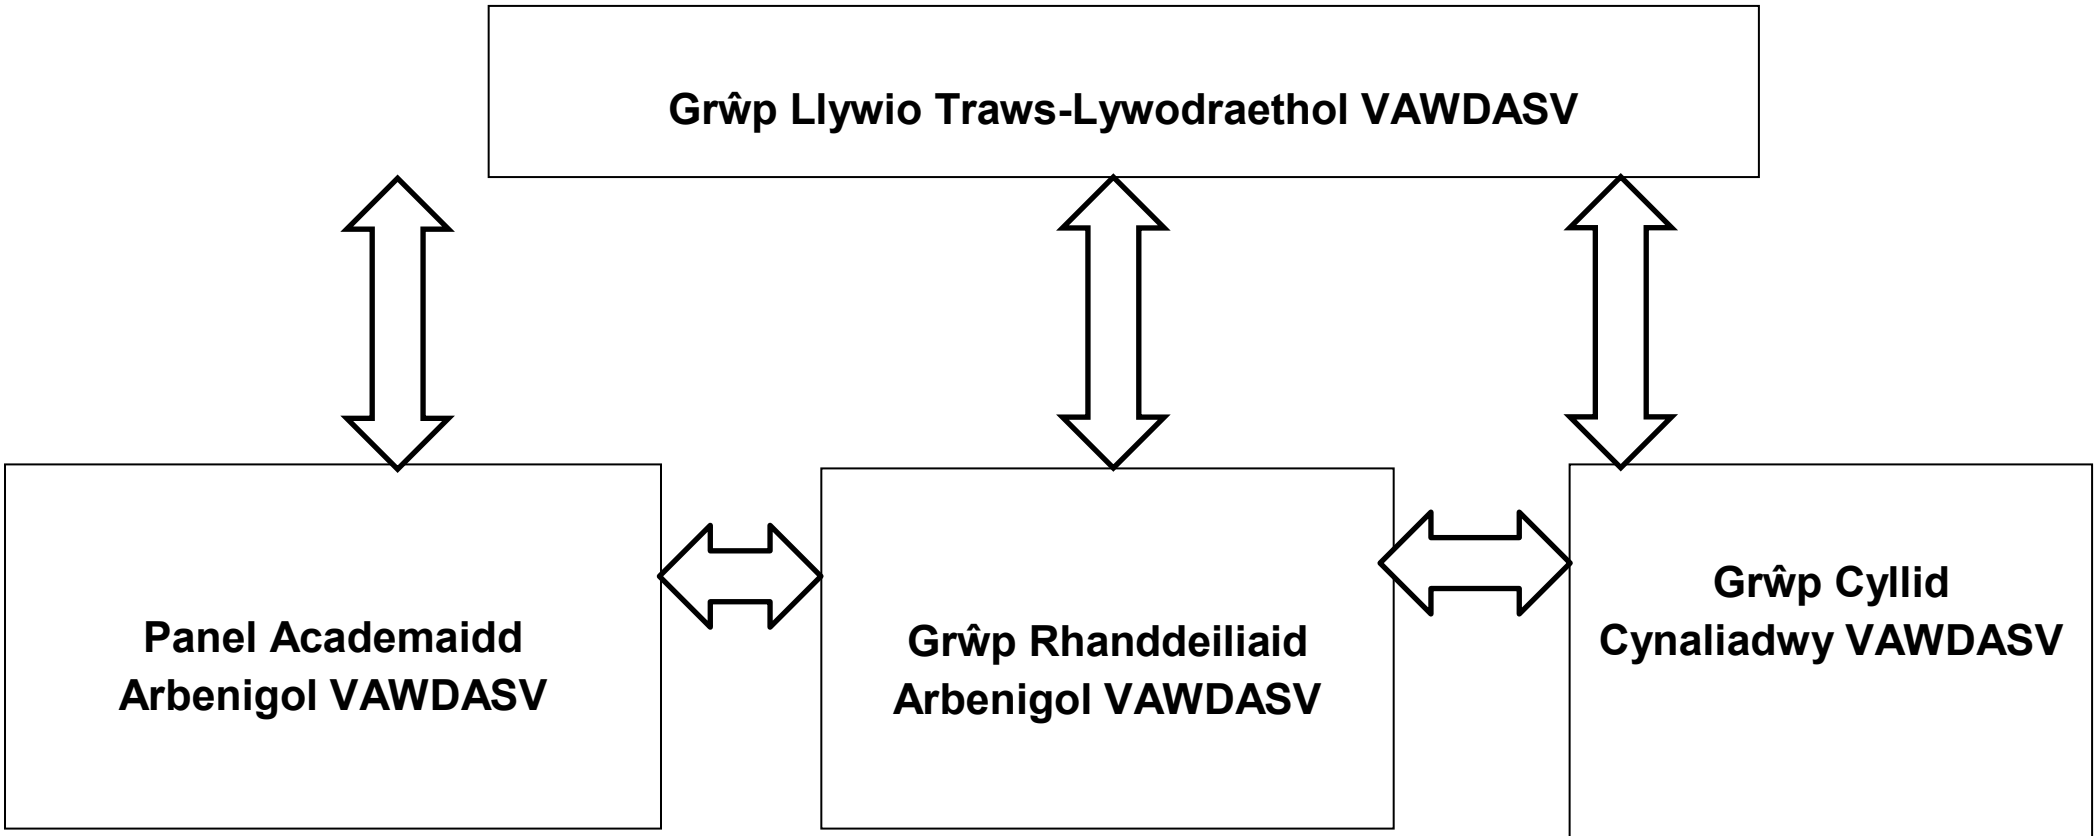 Grŵp Llywio Traws-Lywodraethol VAWDASV
Panel Academaidd
Arbenigol VAWDASV
Grŵp Rhanddeiliaid
Arbenigol VAWDASV
Grŵp Cyllid
Cynaliadwy VAWDASV